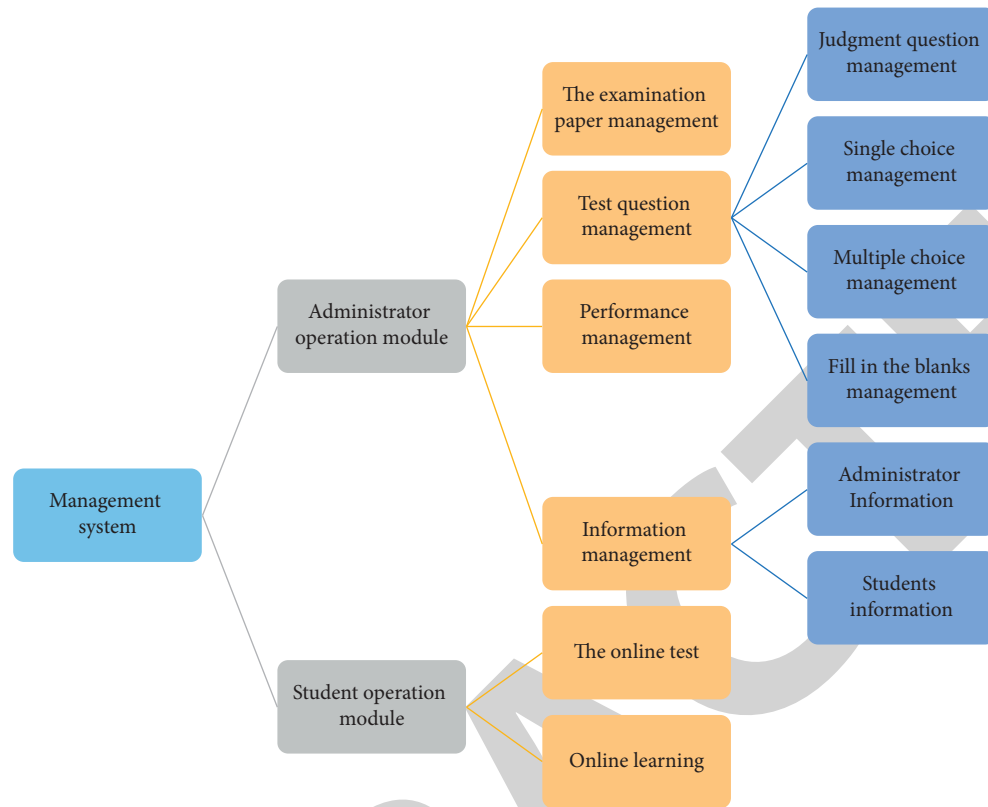 Management
system
Administrator
operation module
Student operation
module
The examination
paper management
Test question
management
Performance
management
Information
management
The online test
Online learning
Judgment question
management
Single choice
management
Multiple choice
management
Fill in the blanks
management
Administrator
Information
Students
information